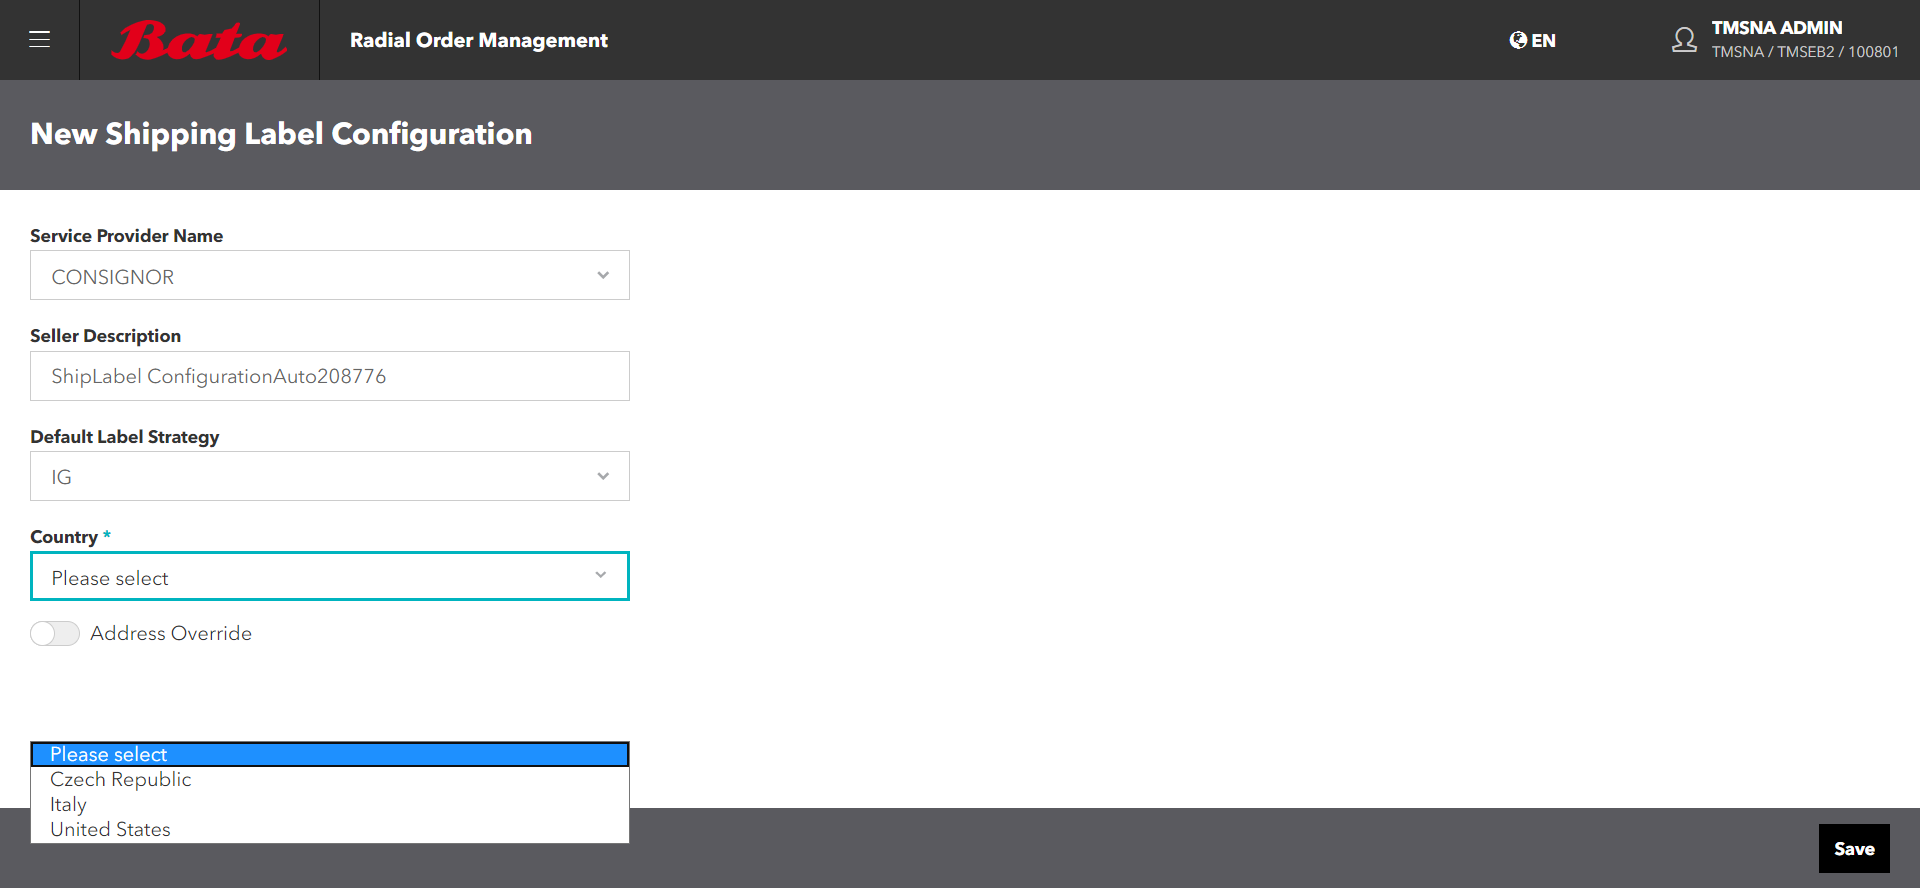 Bata
Radial Order Management
EN
TMSNA ADMIN
TMSNA / TMSEB2 / 100801
New Shipping Label Configuration
Service Provider Name
CONSIGNOR
Seller Description
ShipLabel ConfigurationAuto208776
Default Label Strategy
IG
Country *
Please select
Address Override
Please select
Czech Republic
Italy
United States
Save